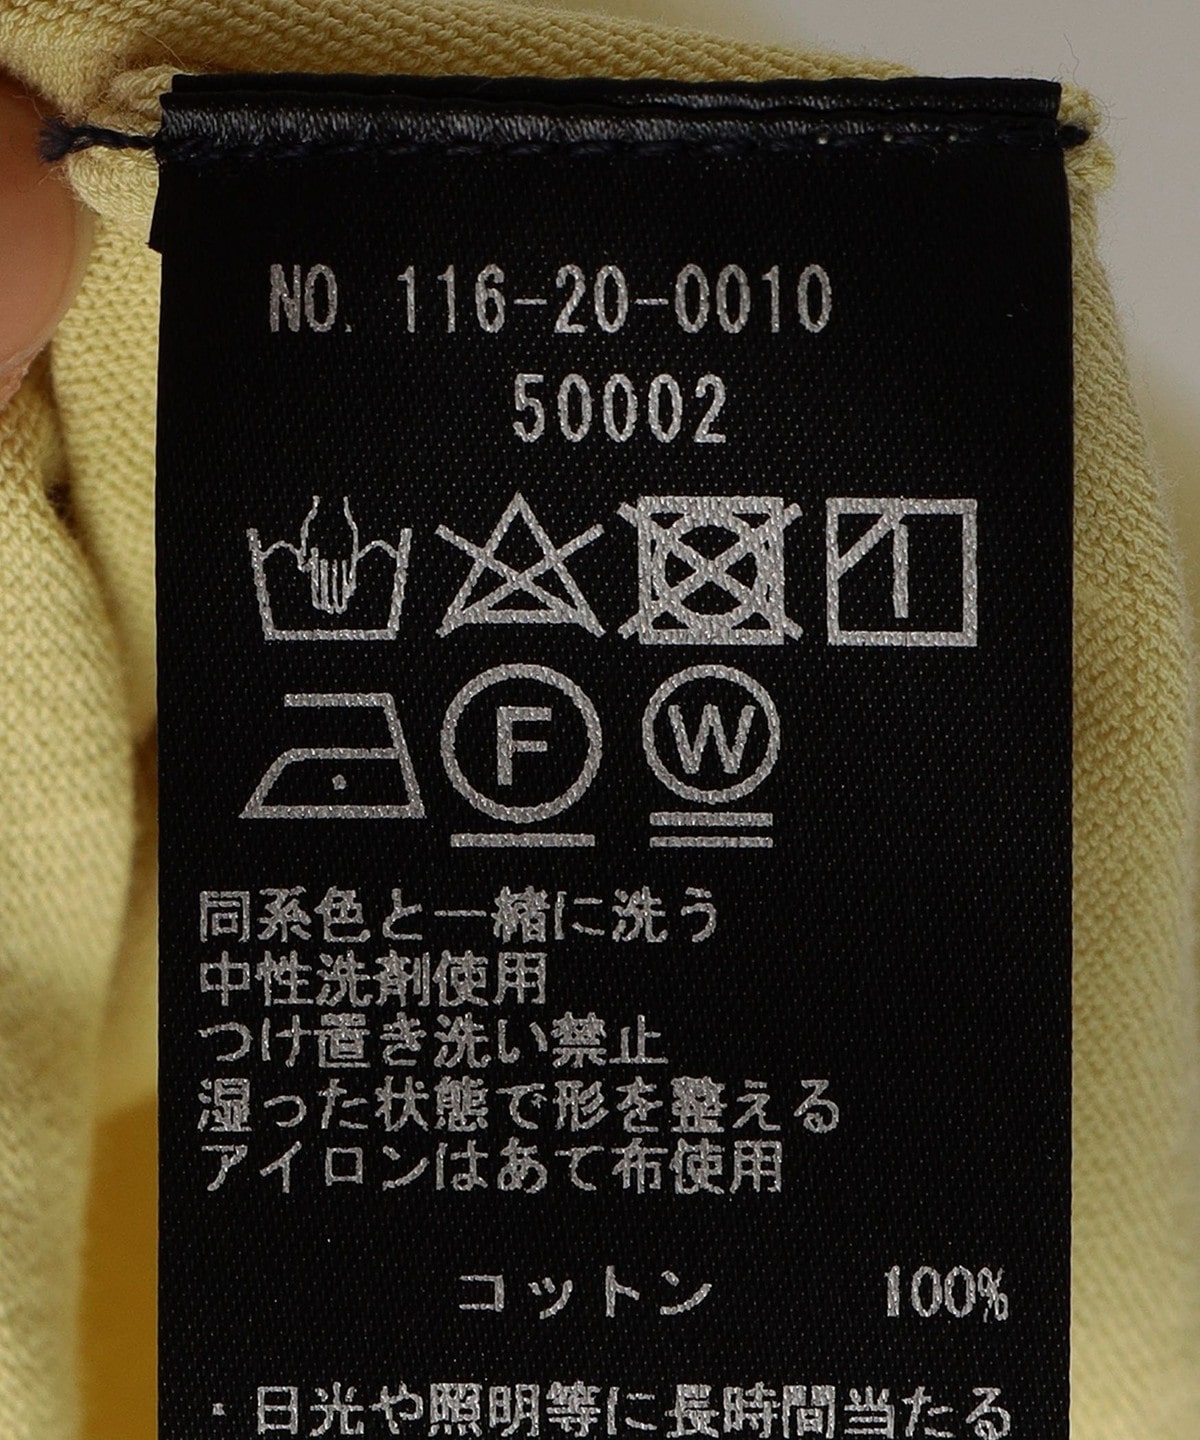 NO. 116-20-0010
50002
F W
同系色と一緒に洗う
中性洗剤使用
つけ置き洗い禁止
湿った状態で形を整える
アイロンはあて布使用
コットン 100%
・日光や照明等に長時間当たる